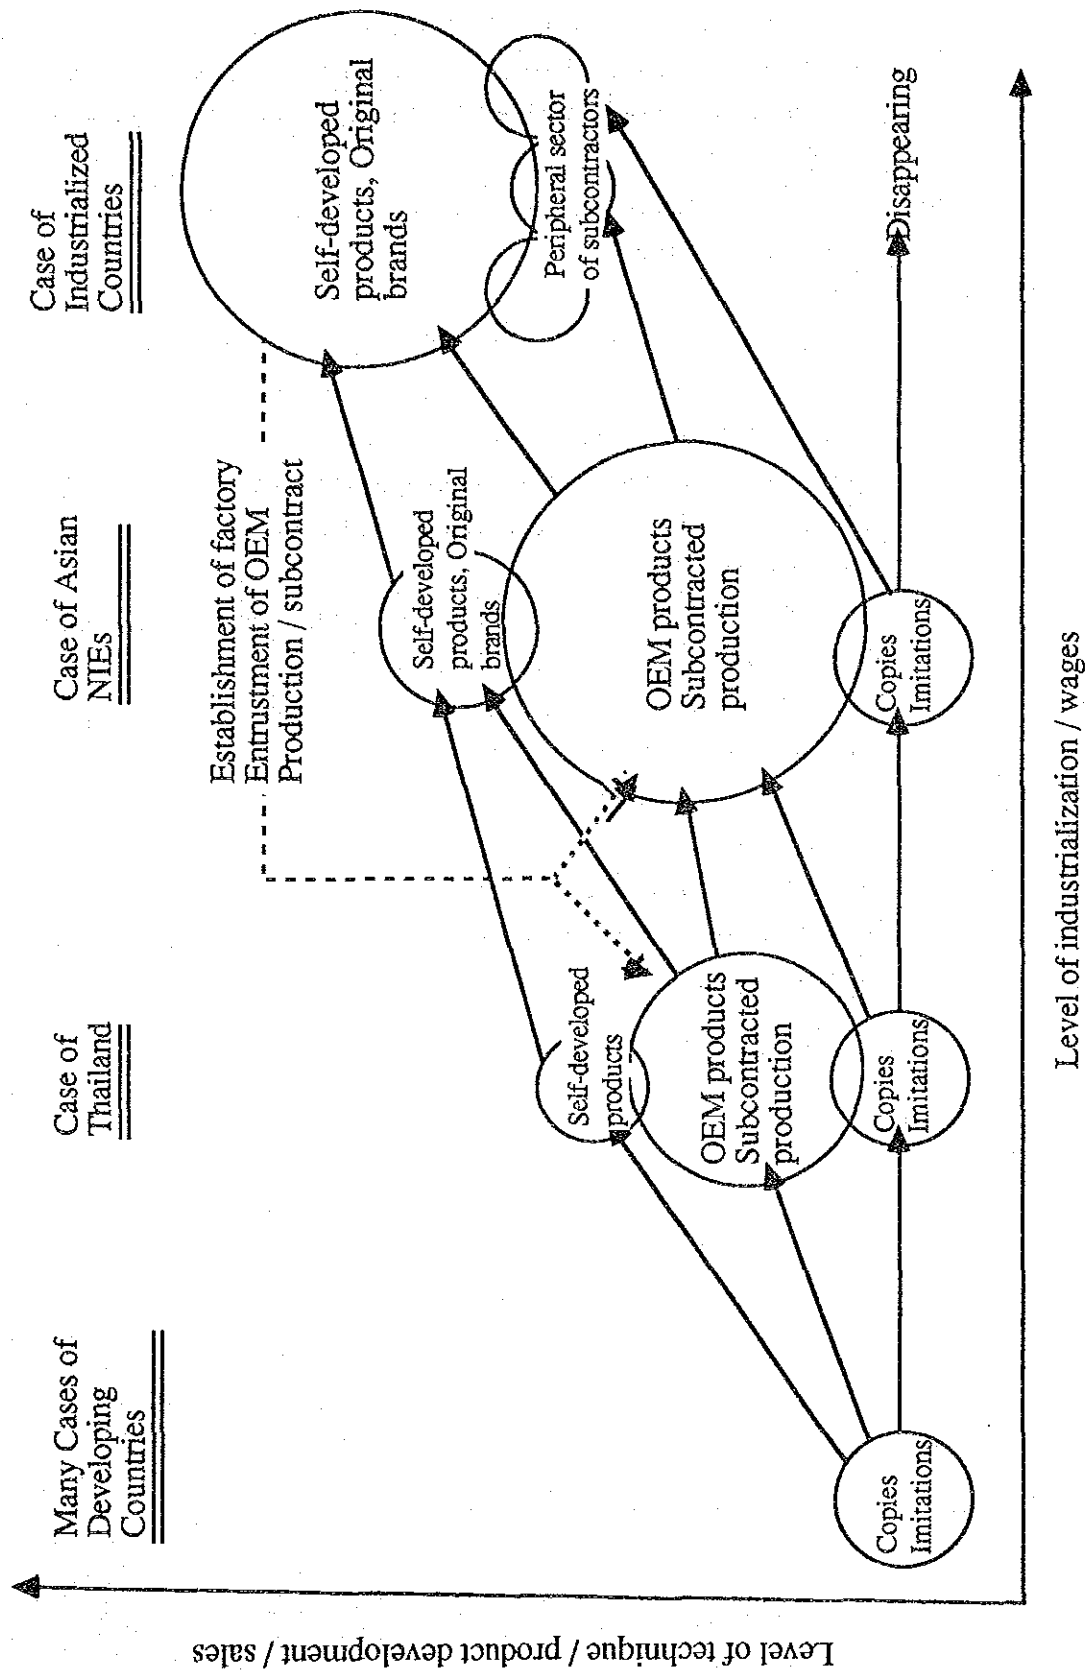 Many Cases of
Developing
Countries
Case of
Thailand
Case of Asian
NIEs
Case of
Industrialized
Countries
Establishment of factory
Entrustment of OEM
Production / subcontract
Copies
Imitations
Self-developed
products
OEM products
Subcontracted
production
Copies
Imitations
Self-developed
products, Original
brands
OEM products
Subcontracted
production
Copies
Imitations
Self-developed
products, Original
brands
Peripheral sector
of subcontractors
Disappearing
Level of technique / product development / sales
Level of industrialization / wages